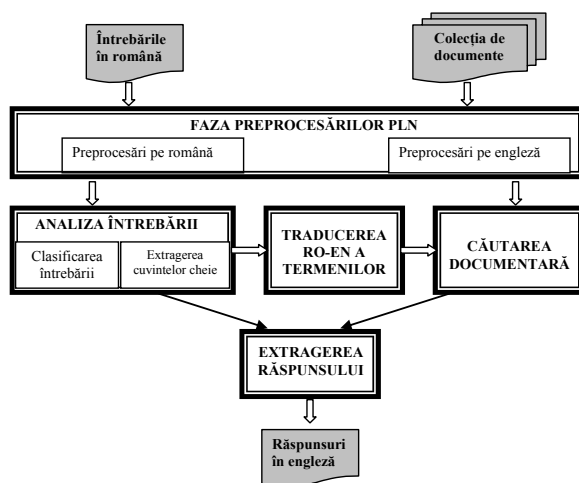 Întrebările
în română
Colecția de
documente
FAZA PREPROCESĂRILOR PLN
Preprocesări pe română
Preprocesări pe engleză
ANALIZA ÎNTREBĂRII
Clasificarea
întrebării
Extragerea
cuvintelor cheie
TRADUCEREA
RO-EN A
TERMENILOR
CĂUTAREA
DOCUMENTARĂ
EXTRAGEREA
RĂSPUNSULUI
Răspunsuri
în engleză